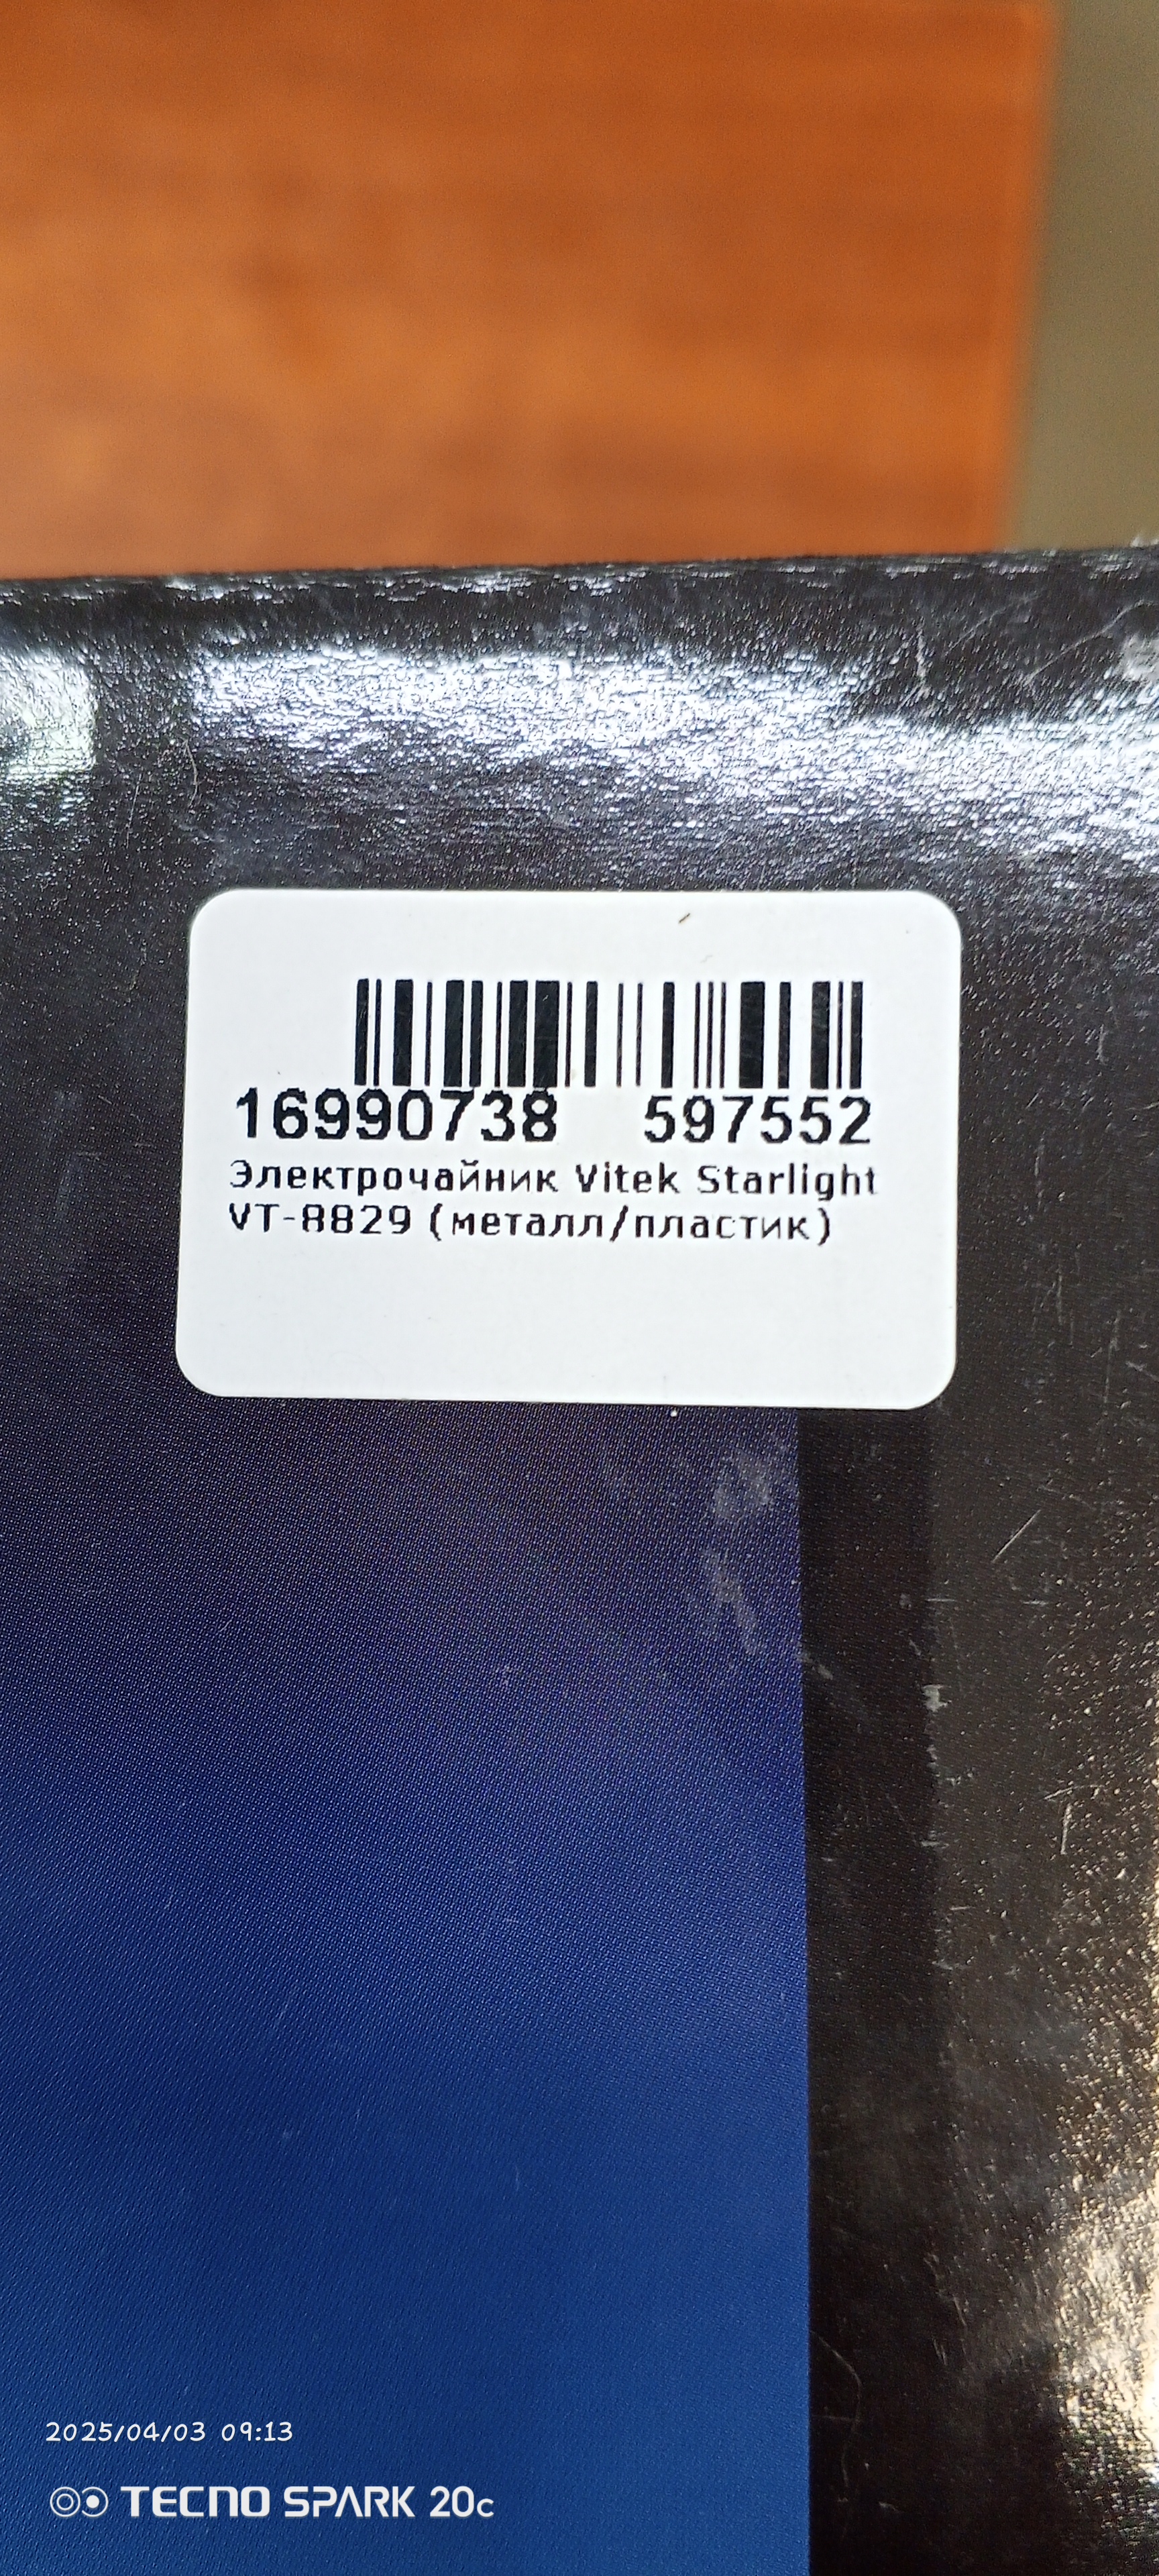 16990738 597552
Электрочайник Vitek Starlight
VT-8829 (металл/пластик)
2025/04/03 09:13
TECNO SPARK 20c